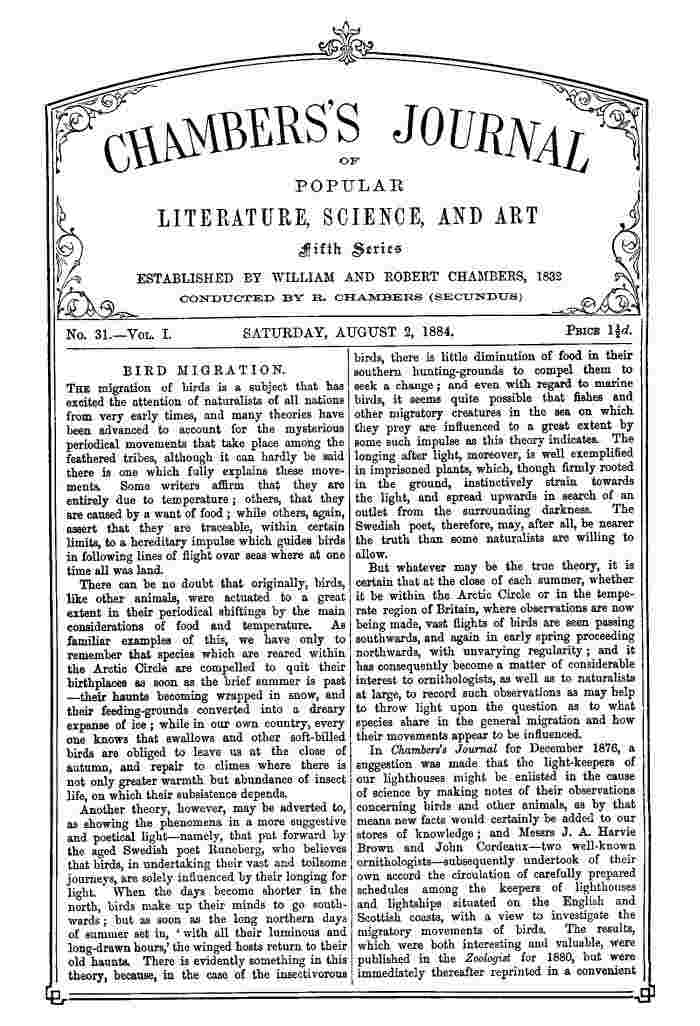 CHAMBERS'S JOURNAL
OF
POPULAR
LITERATURE, SCIENCE, AND ART
Fifth Series
ESTABLISHED BY WILLIAM AND ROBERT CHAMBERS, 1832
CONDUCTED BY R. CHAMBERS (SECUNDUS)
No. 31.—Vol. I.
SATURDAY, AUGUST 2, 1884.
Price 1½d.
BIRD MIGRATION.
The migration of birds is a subject that has
excited the attention of naturalists of all nations
from very early times, and many theories have
been advanced to account for the mysterious
periodical movements that take place among the
feathered tribes, although it can hardly be said
there is one which fully explains these move-
ments. Some writers affirm that they are
entirely due to temperature; others, that they
are caused by a want of food; while others, again,
assert that they are traceable, within certain
limits, to a hereditary impulse which guides birds
in following lines of flight over seas where at one
time all was land.
There can be no doubt that originally, birds,
like other animals, were actuated to a great
extent in their periodical shiftings by the main
considerations of food and temperature. As
familiar examples of this, we have only to
remember that species which are reared within
the Arctic Circle are compelled to quit their
birthplaces as soon as the brief summer is past
—their haunts becoming wrapped in snow, and
their feeding-grounds converted into a dreary
expanse of ice; while in our own country, every
one knows that swallows and other soft-billed
birds are obliged to leave us at the close of
autumn, and repair to climes where there is
not only greater warmth but abundance of insect
life, on which their subsistence depends.
Another theory, however, may be adverted to,
as showing the phenomena in a more suggestive
and poetical light—namely, that put forward by
the aged Swedish poet Runeberg, who believes
that birds, in undertaking their vast and toilsome
journeys, are solely influenced by their longing for
light. When the days become shorter in the
north, birds make up their minds to go south-
wards; but as soon as the long northern days
of summer set in, 'with all their luminous and
long-drawn hours,' the winged hosts return to their
old haunts. There is evidently something in this
theory, because, in the case of the insectivorous
birds, there is little diminution of food in their
southern hunting-grounds to compel them to
seek a change; and even with regard to marine
birds, it seems quite possible that fishes and
other migratory creatures in the sea on which
they prey are influenced to a great extent by
some such impulse as this theory indicates. The
longing after light, moreover, is well exemplified
in imprisoned plants, which, though firmly rooted
in the ground, instinctively strain towards
the light, and spread upwards in search of an
outlet from the surrounding darkness. The
Swedish poet, therefore, may, after all, be nearer
the truth than some naturalists are willing to
allow.
But whatever may be the true theory, it is
certain that at the close of each summer, whether
it be within the Arctic Circle or in the tempe-
rate region of Britain, where observations are now
being made, vast flights of birds are seen passing
southwards, and again in early spring proceeding
northwards, with unvarying regularity; and it
has consequently become a matter of considerable
interest to ornithologists, as well as to naturalists
at large, to record such observations as may help
to throw light upon the question as to what
species share in the general migration and how
their movements appear to be influenced.
In Chambers's Journal for December 1876, a
suggestion was made that the light-keepers of
our lighthouses might be enlisted in the cause
of science by making notes of their observations
concerning birds and other animals, as by that
means new facts would certainly be added to our
stores of knowledge; and Messrs J. A. Harvie
Brown and John Cordeaux—two well-known
ornithologists—subsequently undertook of their
own accord the circulation of carefully prepared
schedules among the keepers of lighthouses
and lightships situated on the English and
Scottish coasts, with a view to investigate the
migratory movements of birds. The results,
which were both interesting and valuable, were
published in the Zoologist for 1880, but were
immediately thereafter reprinted in a convenient